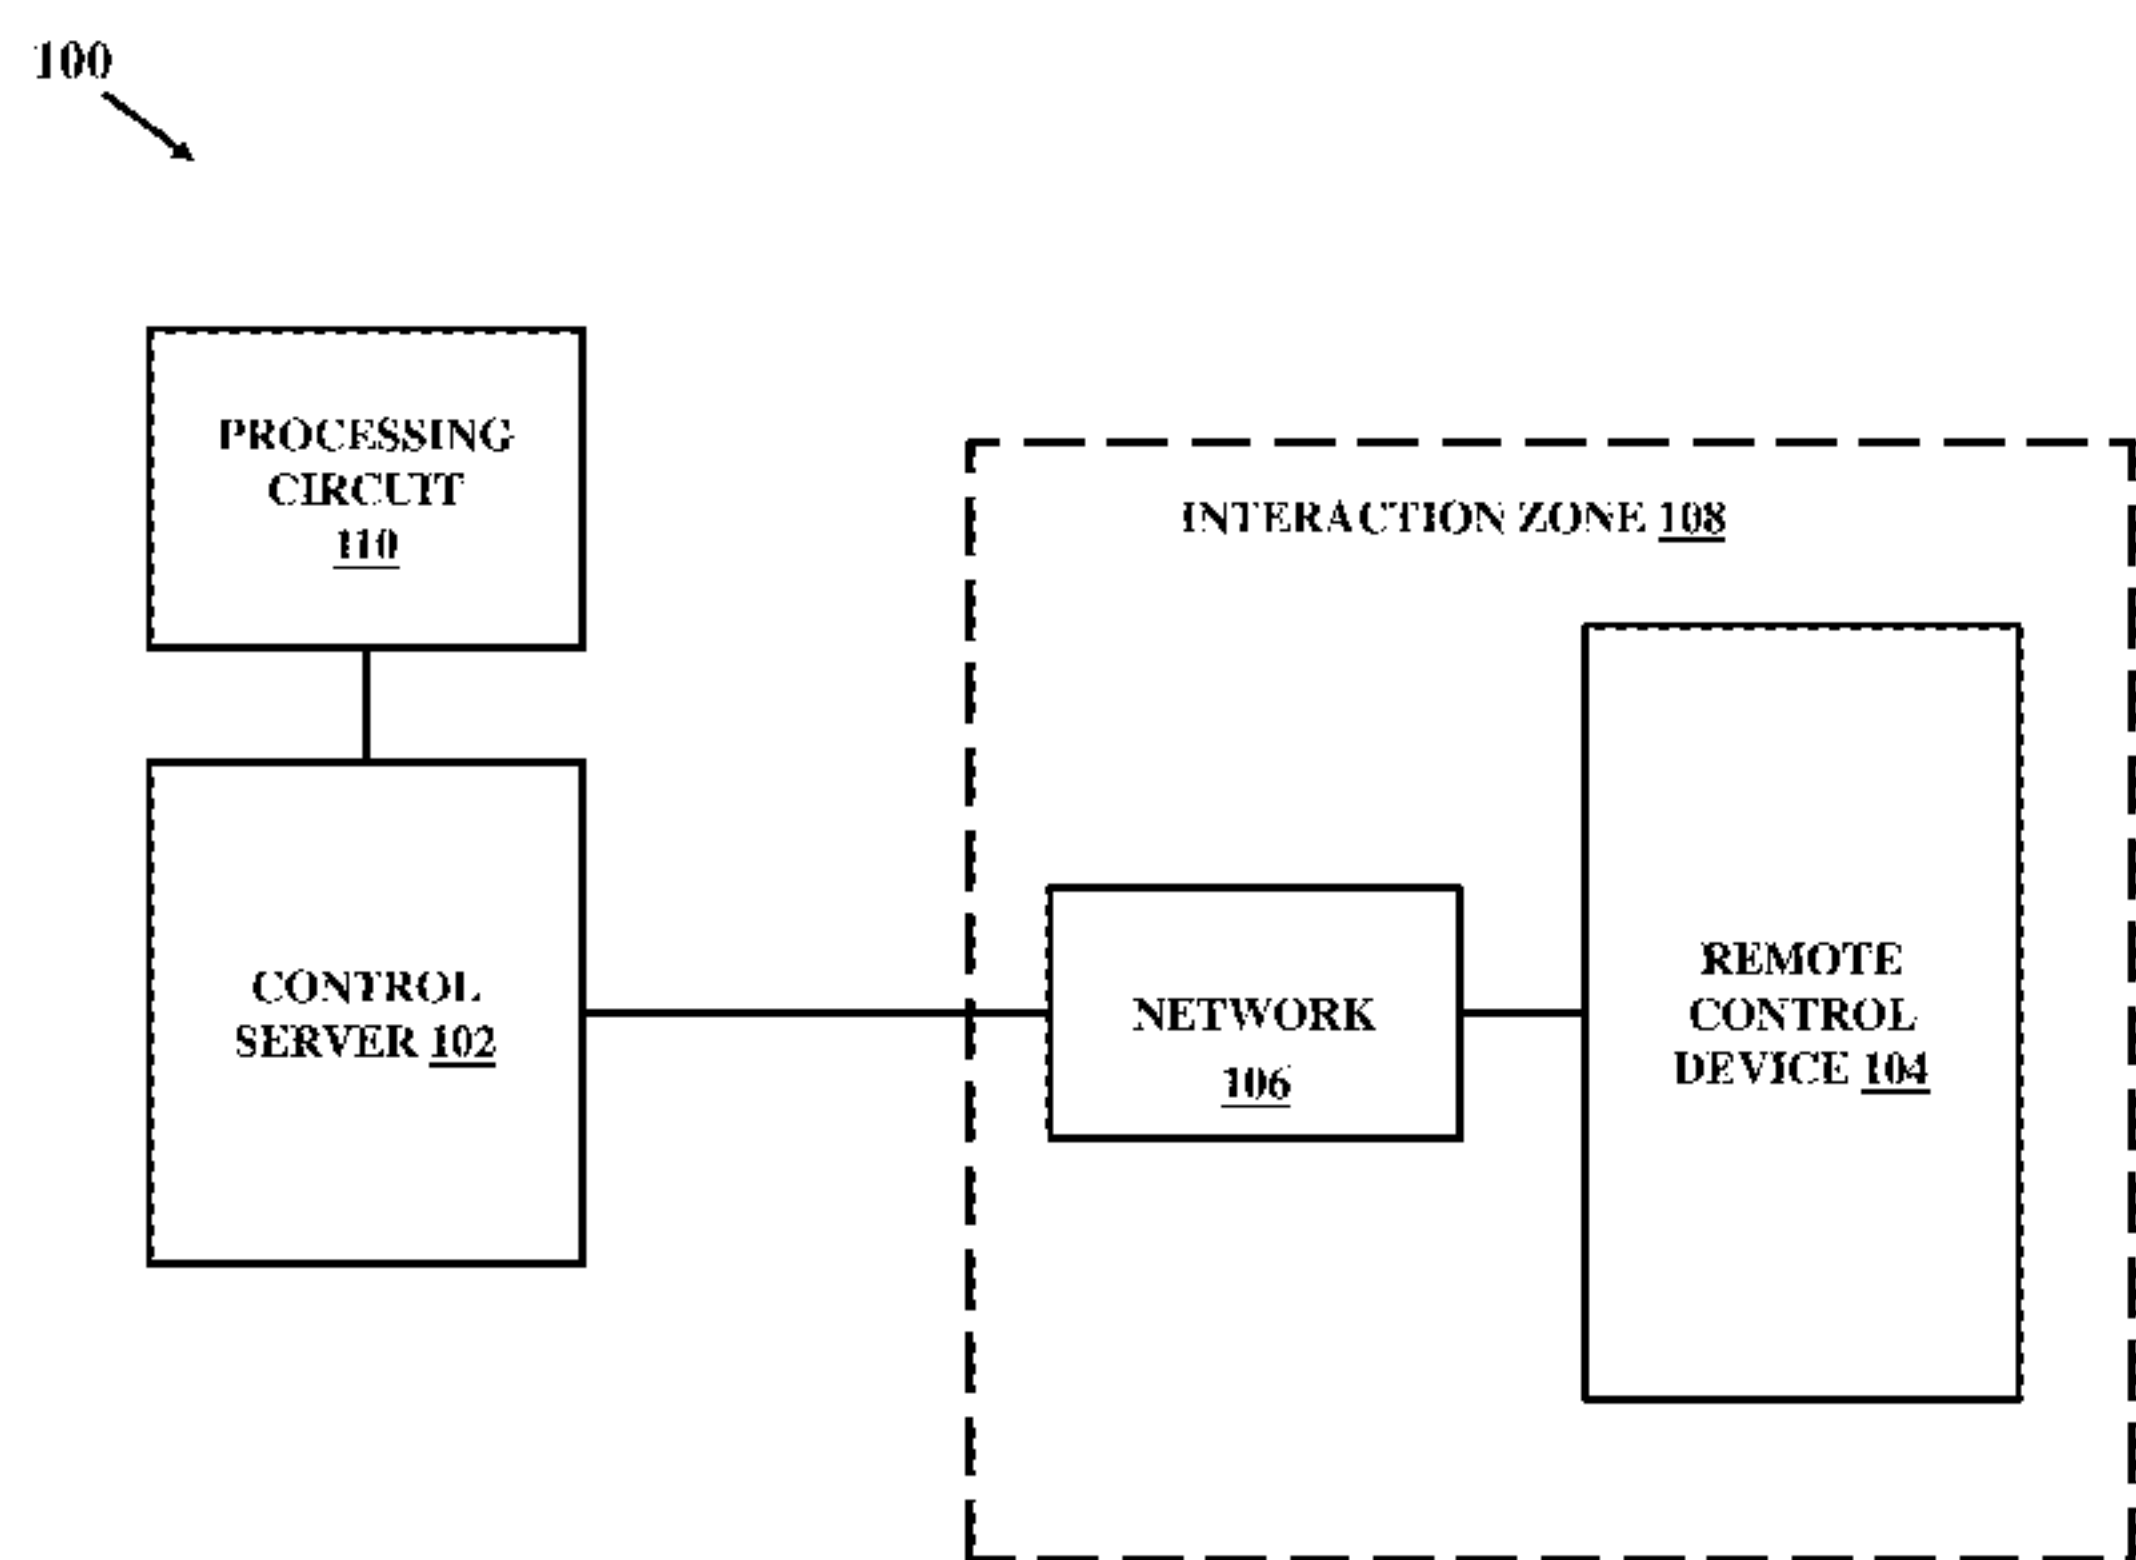 100
PROCESSING
CIRCUIT
110
INTERACTION ZONE 108
CONTROL
SERVER 102
NETWORK
106
REMOTE
CONTROL
DEVICE 104